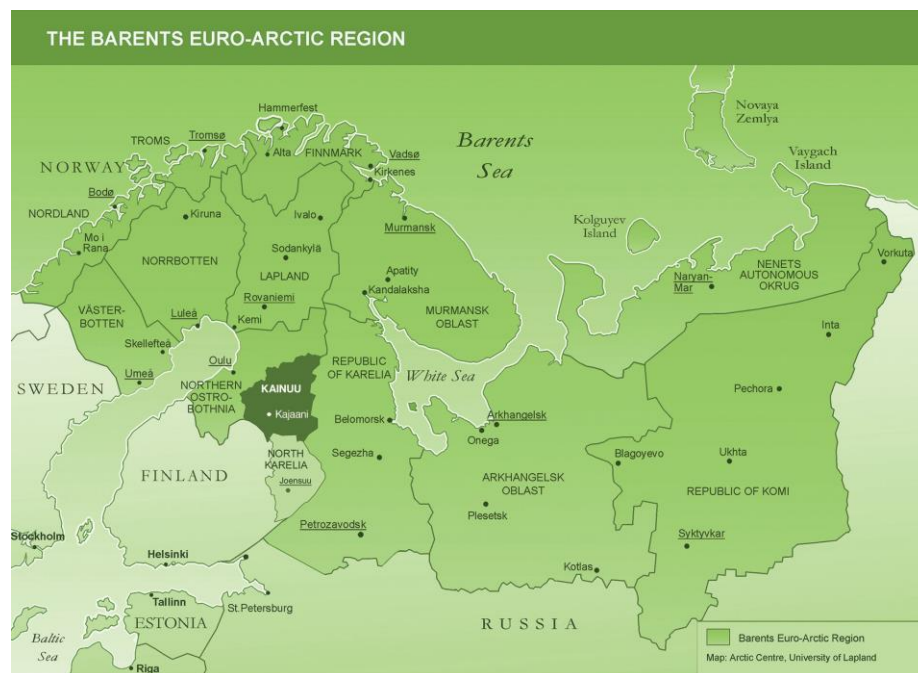 THE BARENTS EURO-ARCTIC REGION
Hammerfest
Novaya
Zemlya
Tromsø
TROMS
Alta
FINNMARK
Vadsø
Barents
Sea
Vaygach
Island
NORWAY
Kirkenes
Bodø
NORDLAND
Kiruna
Ivalo
Murmansk
Kolguyev
Island
Mo i
Rana
NORRBOTTEN
Sodankylä
LAPLAND
Apatity
Kandalaksha
Naryan-
Mar
NENETS
AUTONOMOUS
OKRUG
Vorkuta
VÄSTER-
BOTTEN
Luleå
Rovaniemi
Kemi
MURMANSK
OBLAST
Inta
Skellefteå
Oulu
REPUBLIC
OF KARELIA
White Sea
SWEDEN
Umeå
NORTHERN
OSTRO-
BOTHNIA
KAINUU
Kajaani
Pechora
Belomorsk
Arkhangelsk
Onega
FINLAND
NORTH
KARELIA
Joensuu
Segezha
Blagoyevo
Ukhta
ARKHANGELSK
OBLAST
REPUBLIC OF KOMI
Plesetsk
Petrozavodsk
Syktyvkar
Stockholm
Helsinki
Kotlas
Tallinn
St.Petersburg
ESTONIA
RUSSIA
Baltic
Sea
Riga
Barents Euro-Arctic Region
Map: Arctic Centre, University of Lapland